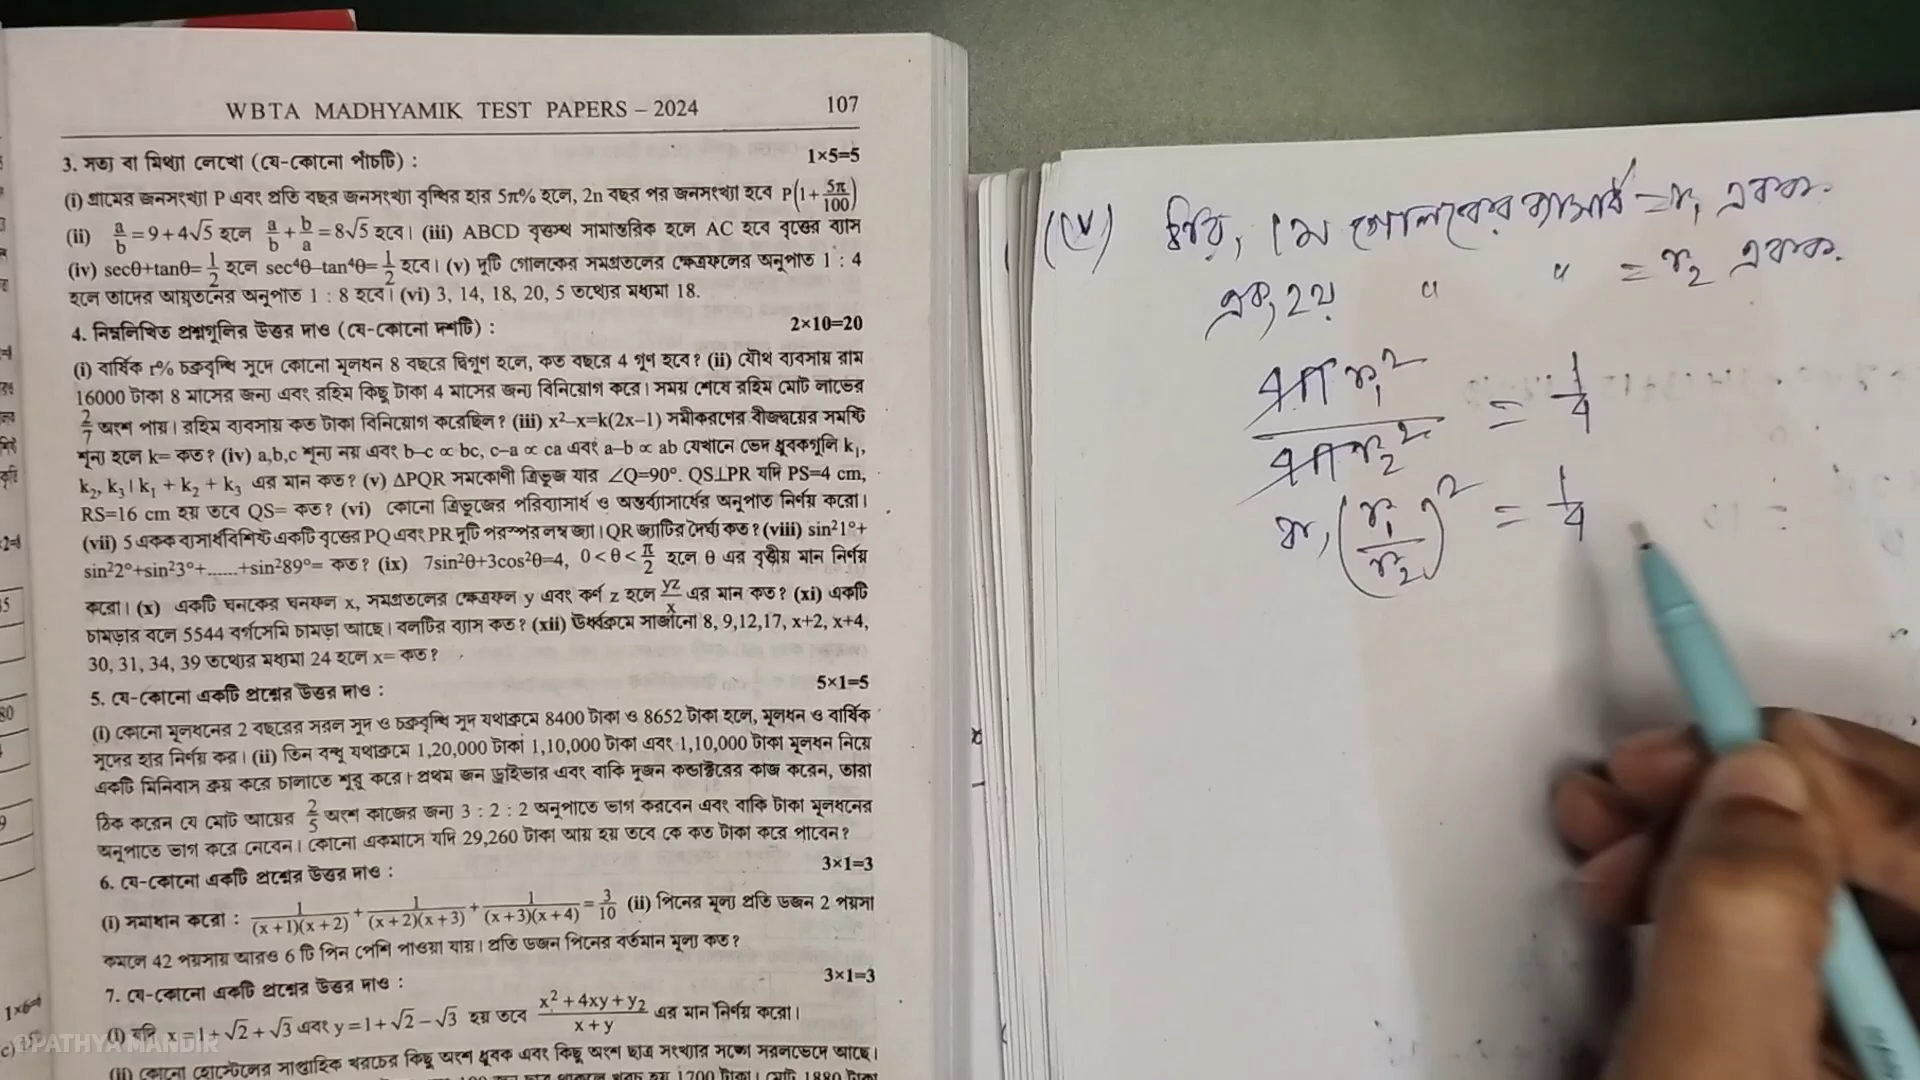 WBTA MADHYAMIK TEST PAPERS – 2024 107
3. সত্য বা মিথ্যা লেখো (যে-কোনো পাঁচটি) : 1×5=5
(i) গ্রামের জনসংখ্যা P এবং প্রতি বছর জনসংখ্যা বৃদ্ধির হার 5π% হলে, 2n বছর পর জনসংখ্যা হবে P(1+5π/100)
(ii) a/b=9+4√5 হলে a/b+b/a=8√5 হবে। (iii) ABCD বৃত্তস্থ সামান্তরিক হলে AC হবে বৃত্তের ব্যাস
(iv) secθ+tanθ=1/2 হলে sec⁴θ–tan⁴θ=1/2 হবে। (v) দুটি গোলকের সমগ্রতলের ক্ষেত্রফলের অনুপাত 1 : 4
হলে তাদের আয়তনের অনুপাত 1 : 8 হবে। (vi) 3, 14, 18, 20, 5 তথ্যের মধ্যমা 18.
4. নিম্নলিখিত প্রশ্নগুলির উত্তর দাও (যে-কোনো দশটি) : 2×10=20
(i) বার্ষিক r% চক্রবৃদ্ধি সুদে কোনো মূলধন 8 বছরে দ্বিগুণ হলে, কত বছরে 4 গুণ হবে? (ii) যৌথ ব্যবসায় রাম
16000 টাকা 8 মাসের জন্য এবং রহিম কিছু টাকা 4 মাসের জন্য বিনিয়োগ করে। সময় শেষে রহিম মোট লাভের
2/7 অংশ পায়। রহিম ব্যবসায় কত টাকা বিনিয়োগ করেছিল? (iii) x²–x=k(2x–1) সমীকরণের বীজদ্বয়ের সমষ্টি
শূন্য হলে k= কত? (iv) a,b,c শূন্য নয় এবং b–c ∝ bc, c–a ∝ ca এবং a–b ∝ ab যেখানে ভেদ ধ্রুবকগুলি k₁,
k₂, k₃। k₁ + k₂ + k₃ এর মান কত? (v) ΔPQR সমকোণী ত্রিভুজ যার ∠Q=90°. QS⊥PR যদি PS=4 cm,
RS=16 cm হয় তবে QS= কত? (vi) কোনো ত্রিভুজের পরিব্যাসার্ধ ও অন্তর্ব্যাসার্ধের অনুপাত নির্ণয় করো।
(vii) 5 একক ব্যাসার্ধবিশিষ্ট একটি বৃত্তের PQ এবং PR দুটি পরস্পর লম্ব জ্যা। QR জ্যাটির দৈর্ঘ্য কত? (viii) sin²1°+
sin²2°+sin²3°+......+sin²89°= কত? (ix) 7sin²θ+3cos²θ=4, 0<θ<π/2 হলে θ এর বৃত্তীয় মান নির্ণয়
করো। (x) একটি ঘনকের ঘনফল x, সমগ্রতলের ক্ষেত্রফল y এবং কর্ণ z হলে yz/x এর মান কত? (xi) একটি
চামড়ার বলে 5544 বর্গসেমি চামড়া আছে। বলটির ব্যাস কত? (xii) ঊর্ধ্বক্রমে সাজানো 8, 9,12,17, x+2, x+4,
30, 31, 34, 39 তথ্যের মধ্যমা 24 হলে x= কত?
5. যে-কোনো একটি প্রশ্নের উত্তর দাও : 5×1=5
(i) কোনো মূলধনের 2 বছরের সরল সুদ ও চক্রবৃদ্ধি সুদ যথাক্রমে 8400 টাকা ও 8652 টাকা হলে, মূলধন ও বার্ষিক
সুদের হার নির্ণয় কর। (ii) তিন বন্ধু যথাক্রমে 1,20,000 টাকা 1,10,000 টাকা এবং 1,10,000 টাকা মূলধন নিয়ে
একটি মিনিবাস ক্রয় করে চালাতে শুরু করে। প্রথম জন ড্রাইভার এবং বাকি দুজন কন্ডাক্টরের কাজ করেন, তারা
ঠিক করেন যে মোট আয়ের 2/5 অংশ কাজের জন্য 3 : 2 : 2 অনুপাতে ভাগ করবেন এবং বাকি টাকা মূলধনের
অনুপাতে ভাগ করে নেবেন। কোনো একমাসে যদি 29,260 টাকা আয় হয় তবে কে কত টাকা করে পাবেন?
6. যে-কোনো একটি প্রশ্নের উত্তর দাও : 3×1=3
(i) সমাধান করো : 1/(x+1)(x+2) + 1/(x+2)(x+3) + 1/(x+3)(x+4) = 3/10 (ii) পিনের মূল্য প্রতি ডজন 2 পয়সা
কমলে 42 পয়সায় আরও 6 টি পিন বেশি পাওয়া যায়। প্রতি ডজন পিনের বর্তমান মূল্য কত?
7. যে-কোনো একটি প্রশ্নের উত্তর দাও : 3×1=3
(i) যদি x=1+√2+√3 এবং y=1+√2–√3 হয় তবে x²+4xy+y₂/x+y এর মান নির্ণয় করো।
(ii) কোনো হোস্টেলের সাপ্তাহিক খরচের কিছু অংশ ধ্রুবক এবং কিছু অংশ ছাত্র সংখ্যার সঙ্গে সরলভেদে আছে।
@PATHYA MANDIR
(v) ধরি, 1ম গোলকের ব্যাসার্ধ = r₁ একক.
এবং, 2য় " " = r₂ একক.
4πr₁²/4πr₂² = 1/4
বা, (r₁/r₂)² = 1/4